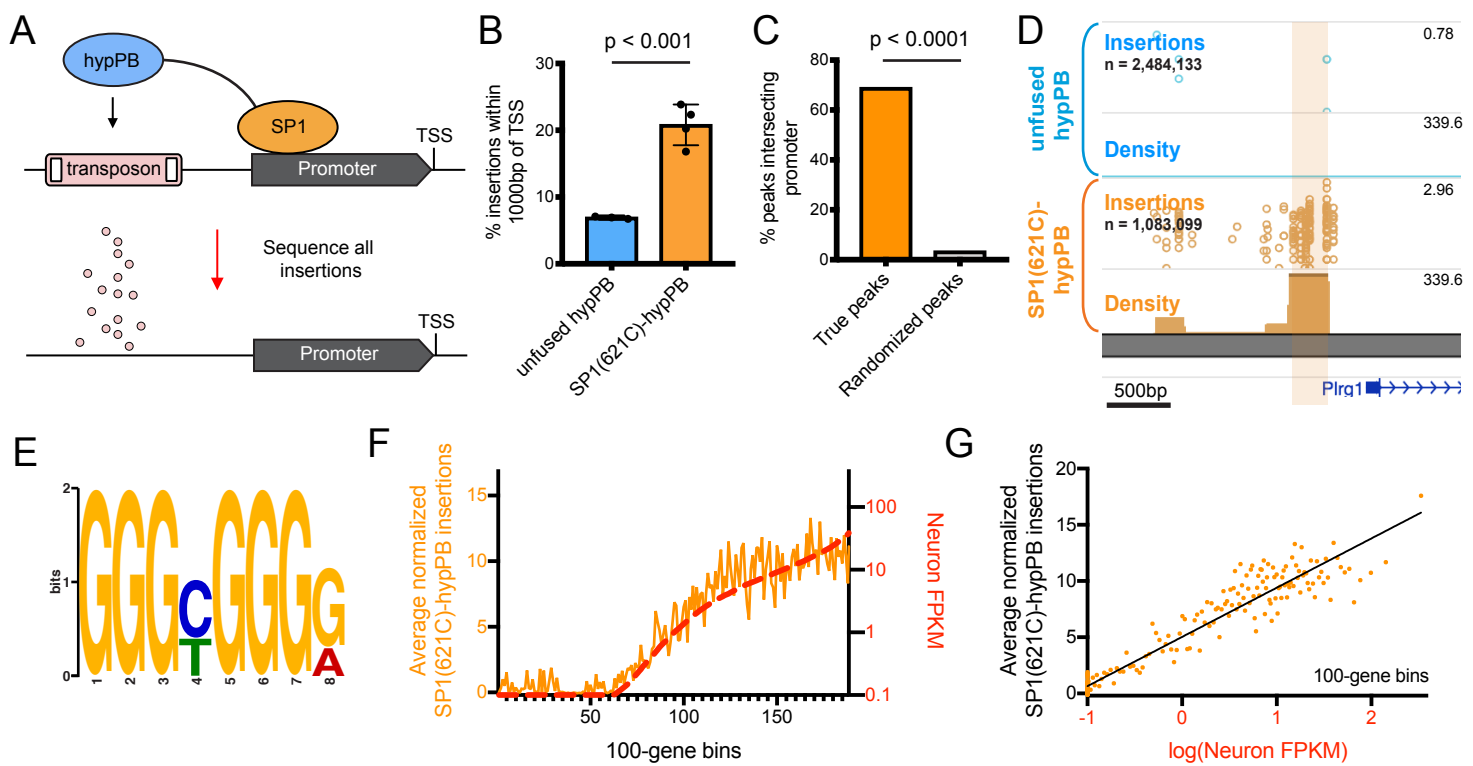 A
hypPB
SP1
TSS
transposon
Promoter
Sequence all
insertions
TSS
Promoter
B
p < 0.001
% insertions within
1000bp of TSS
30
20
10
0
unfused hypPB
SP1(621C)-hypPB
C
p < 0.0001
% peaks intersecting
promoter
80
60
40
20
0
True peaks
Randomized peaks
D
unfused
hypPB
Insertions
n = 2,484,133
0.78
Density
339.6
SP1(621C)-
hypPB
Insertions
n = 1,083,099
2.96
Density
339.6
Plrg1
500bp
E
bits
2
1
0
GGGCGGGG
T A
1 2 3 4 5 6 7 8
F
Average normalized
SP1(621C)-hypPB insertions
15
10
5
0
50 100 150
100-gene bins
100
10
1
0.1
Neuron FPKM
G
Average normalized
SP1(621C)-hypPB insertions
20
15
10
5
0
-1 0 1 2
100-gene bins
log(Neuron FPKM)